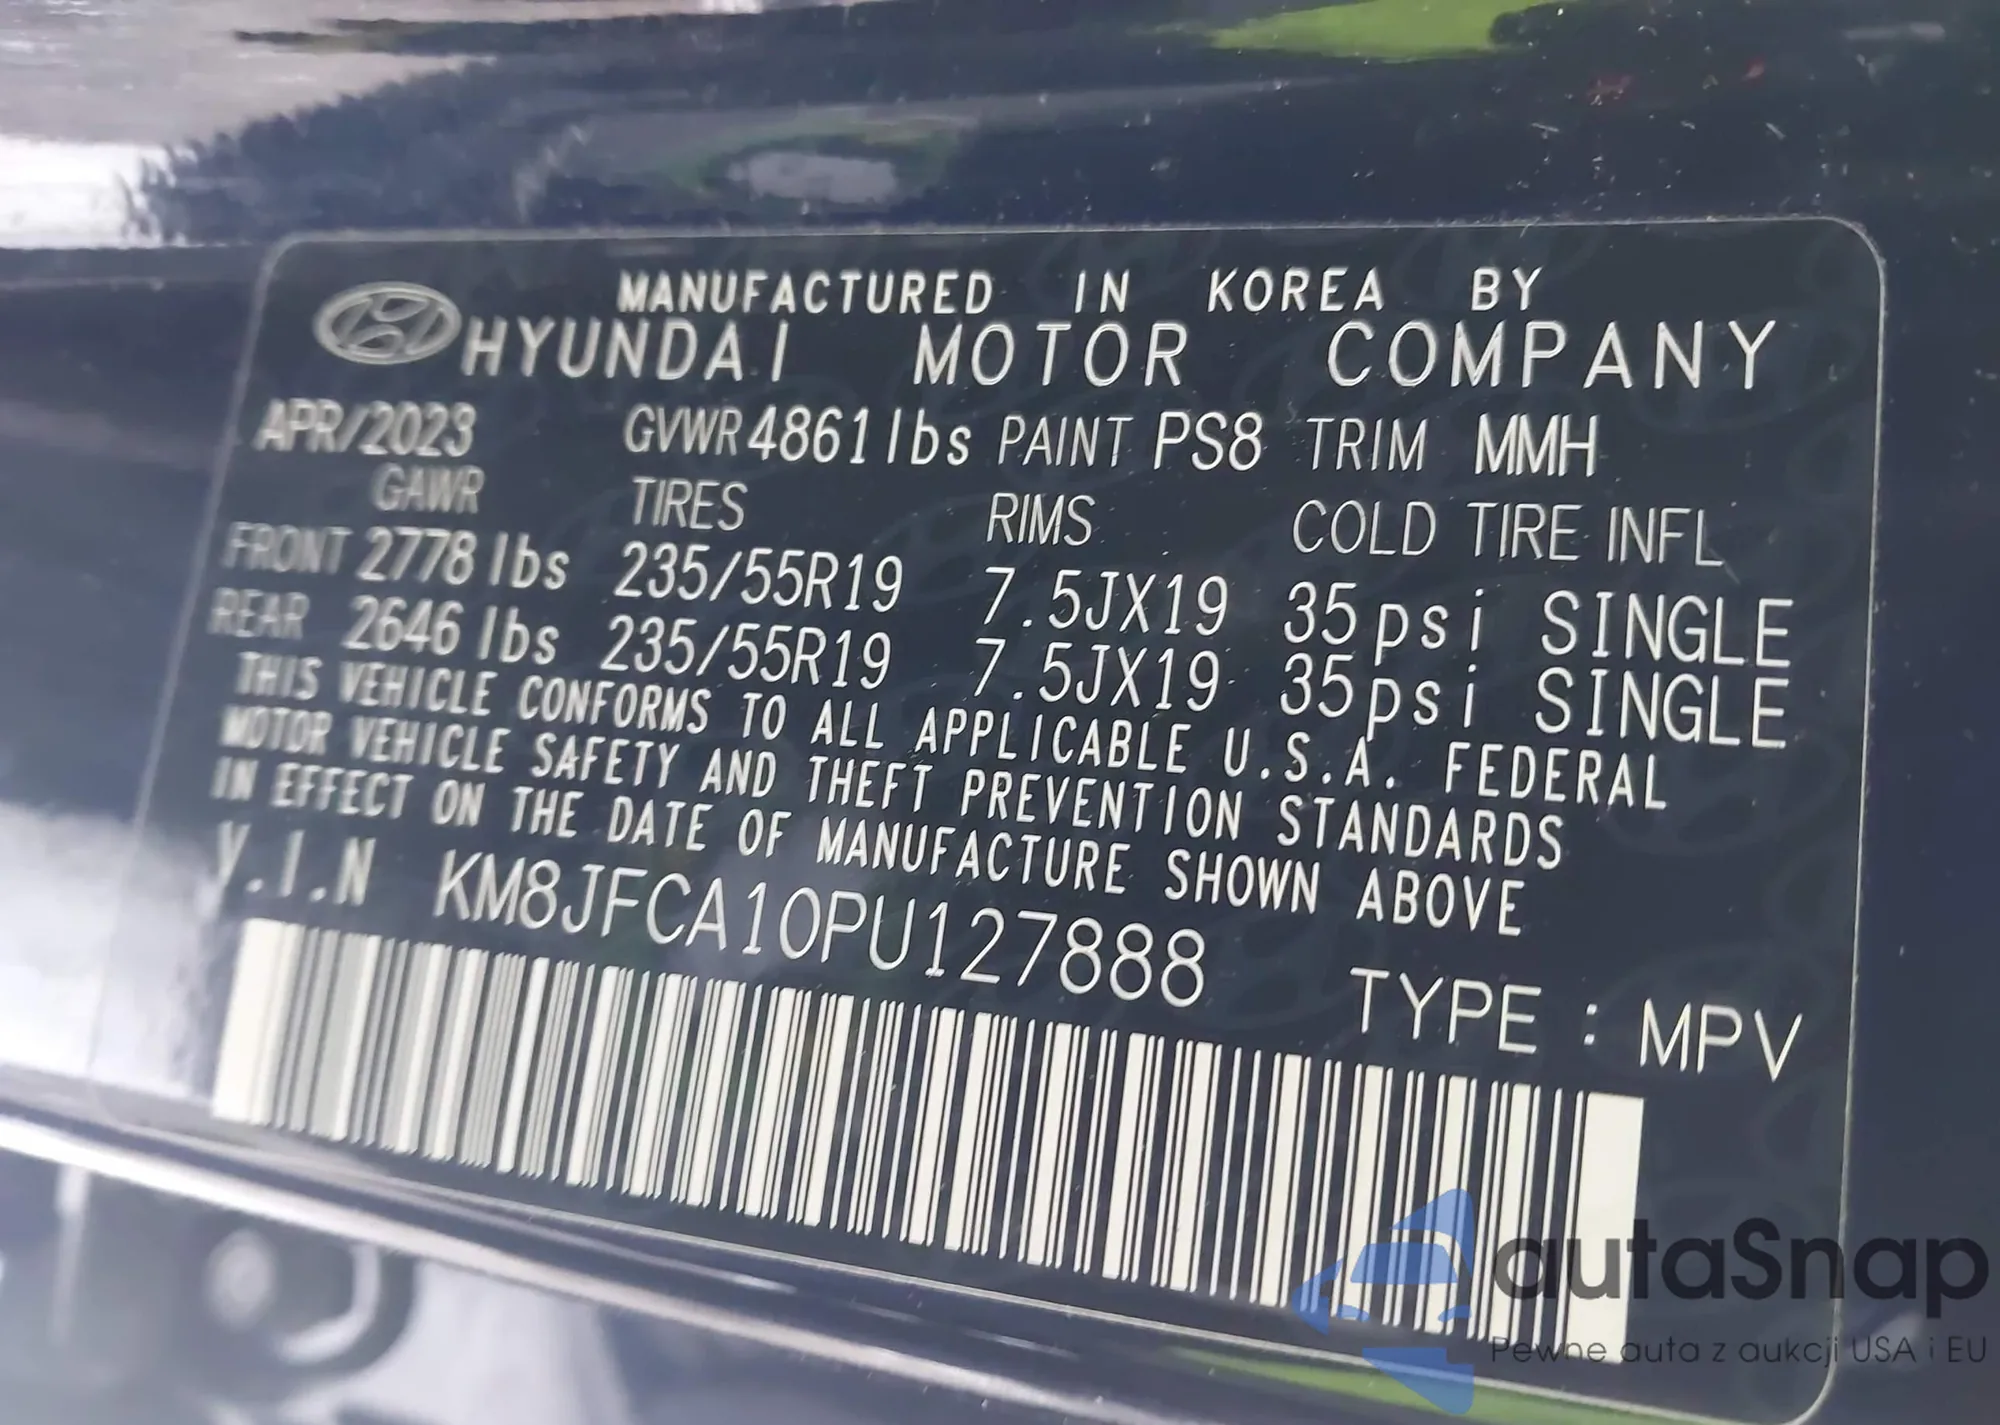 MANUFACTURED IN KOREA BY
HYUNDAI MOTOR COMPANY
APR/2023 GVWR 4861 lbs PAINT PS8 TRIM MMH
GAWR TIRES RIMS COLD TIRE INFL
FRONT 2778 lbs 235/55R19 7.5JX19 35psi SINGLE
REAR 2646 lbs 235/55R19 7.5JX19 35psi SINGLE
THIS VEHICLE CONFORMS TO ALL APPLICABLE U.S.A. FEDERAL
MOTOR VEHICLE SAFETY AND THEFT PREVENTION STANDARDS
IN EFFECT ON THE DATE OF MANUFACTURE SHOWN ABOVE
V.I.N KM8JFCA10PU127888
TYPE : MPV
autaSnap
Pewne auta z aukcji USA i EU